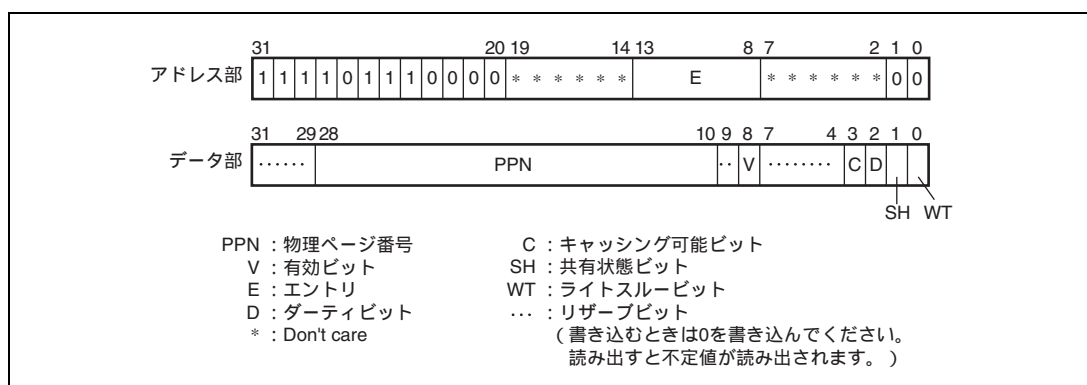 31 20 19 14 13 8 7 2 1 0
アドレス部 1 1 1 1 0 1 1 1 0 0 0 0 * * * * * * E * * * * * * 0 0
31 29 28 10 9 8 7 4 3 2 1 0
データ部 ······ PPN ·· V ········ C D
SH WT
PPN : 物理ページ番号 C : キャッシング可能ビット
V : 有効ビット SH : 共有状態ビット
E : エントリ WT : ライトスルービット
D : ダーティビット ··· : リザーブビット
* : Don't care (書き込むときは0を書き込んでください。
読み出すと不定値が読み出されます。)